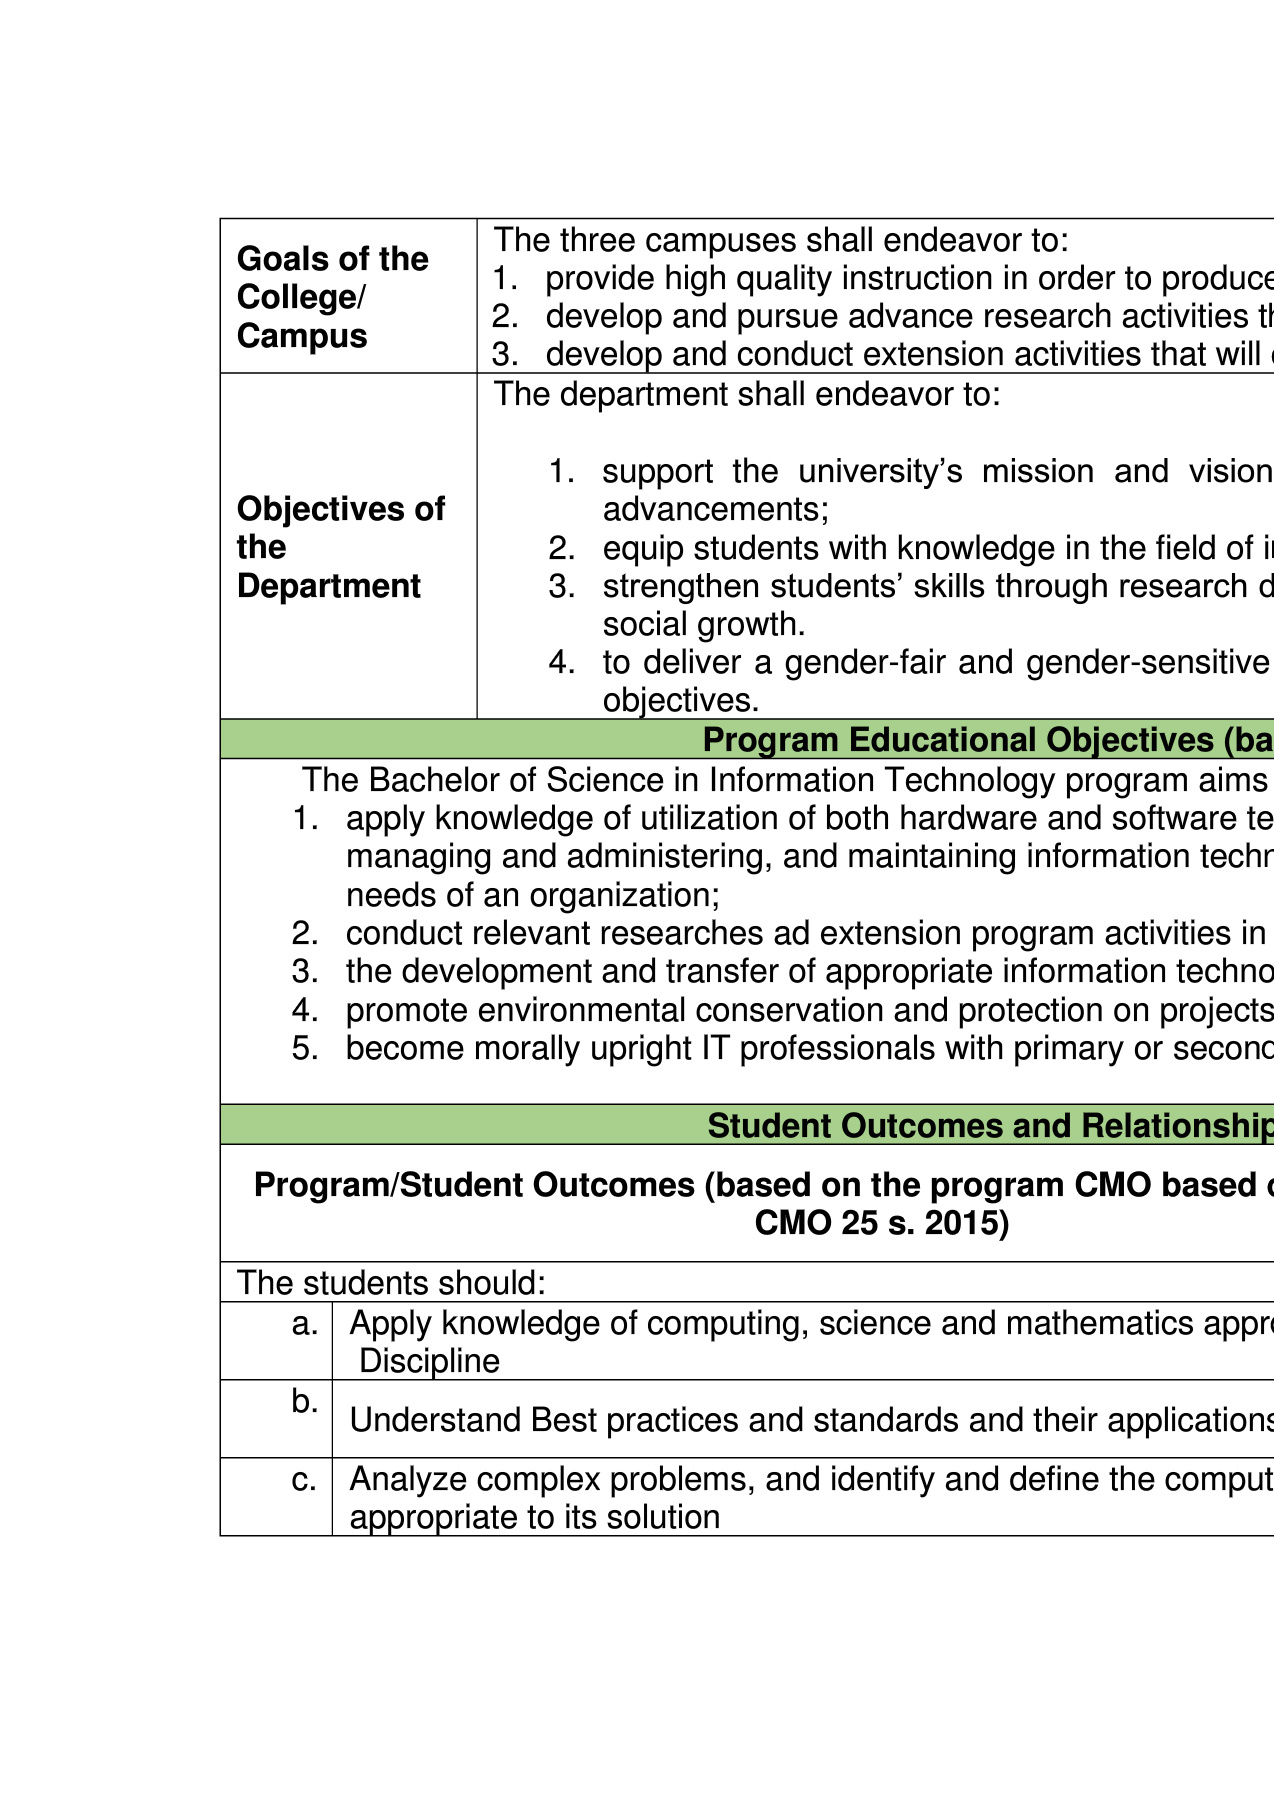 Goals of the
College/
Campus
The three campuses shall endeavor to:
1. provide high quality instruction in order to produce
2. develop and pursue advance research activities
3. develop and conduct extension activities that will
Objectives of
the
Department
The department shall endeavor to:
1. support the university’s mission and vision
advancements;
2. equip students with knowledge in the field of
3. strengthen students’ skills through research
social growth.
4. to deliver a gender-fair and gender-sensitive
objectives.
Program Educational Objectives
The Bachelor of Science in Information Technology program aims
1. apply knowledge of utilization of both hardware and software
managing and administering, and maintaining information
needs of an organization;
2. conduct relevant researches ad extension program activities in
3. the development and transfer of appropriate information
4. promote environmental conservation and protection on projects
5. become morally upright IT professionals with primary or
Student Outcomes and Relationship
Program/Student Outcomes (based on the program CMO based
CMO 25 s. 2015)
The students should:
a. Apply knowledge of computing, science and mathematics
Discipline
b. Understand Best practices and standards and their applications
c. Analyze complex problems, and identify and define the
appropriate to its solution